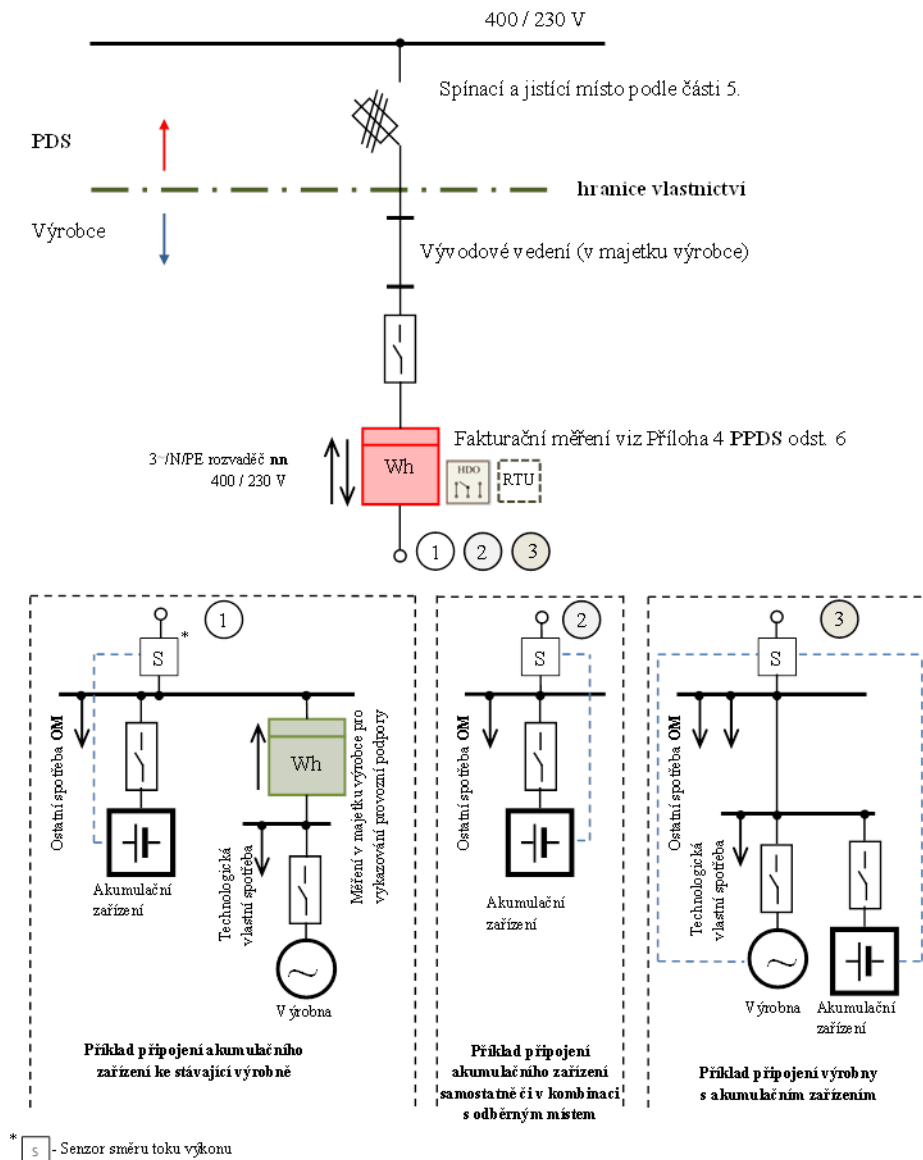 400 / 230 V
Spínací a jistící místo podle části 5.
PDS
hranice vlastnictví
Výrobce
Vývodové vedení (v majetku výrobce)
Fakturační měření viz Příloha 4 PPDS odst. 6
3~/N/PE rozvaděč nn
400 / 230 V
Wh
HDO
RTU
1
2
3
1
2
3
S
*
S
S
Ostatní spotřeba OM
Wh
Měření v majetku výrobce pro
vykazování provozní podpory
Technologická
vlastní spotřeba
Akumulační
zařízení
Výrobna
Příklad připojení akumulačního
zařízení ke stávající výrobně
Ostatní spotřeba OM
Akumulační
zařízení
Příklad připojení
akumulačního zařízení
samostatně či v kombinaci
s odběrným místem
Ostatní spotřeba OM
Technologická
vlastní spotřeba
Výrobna
Akumulační
zařízení
Příklad připojení výrobny
s akumulačním zařízením
* S - Senzor směru toku výkonu